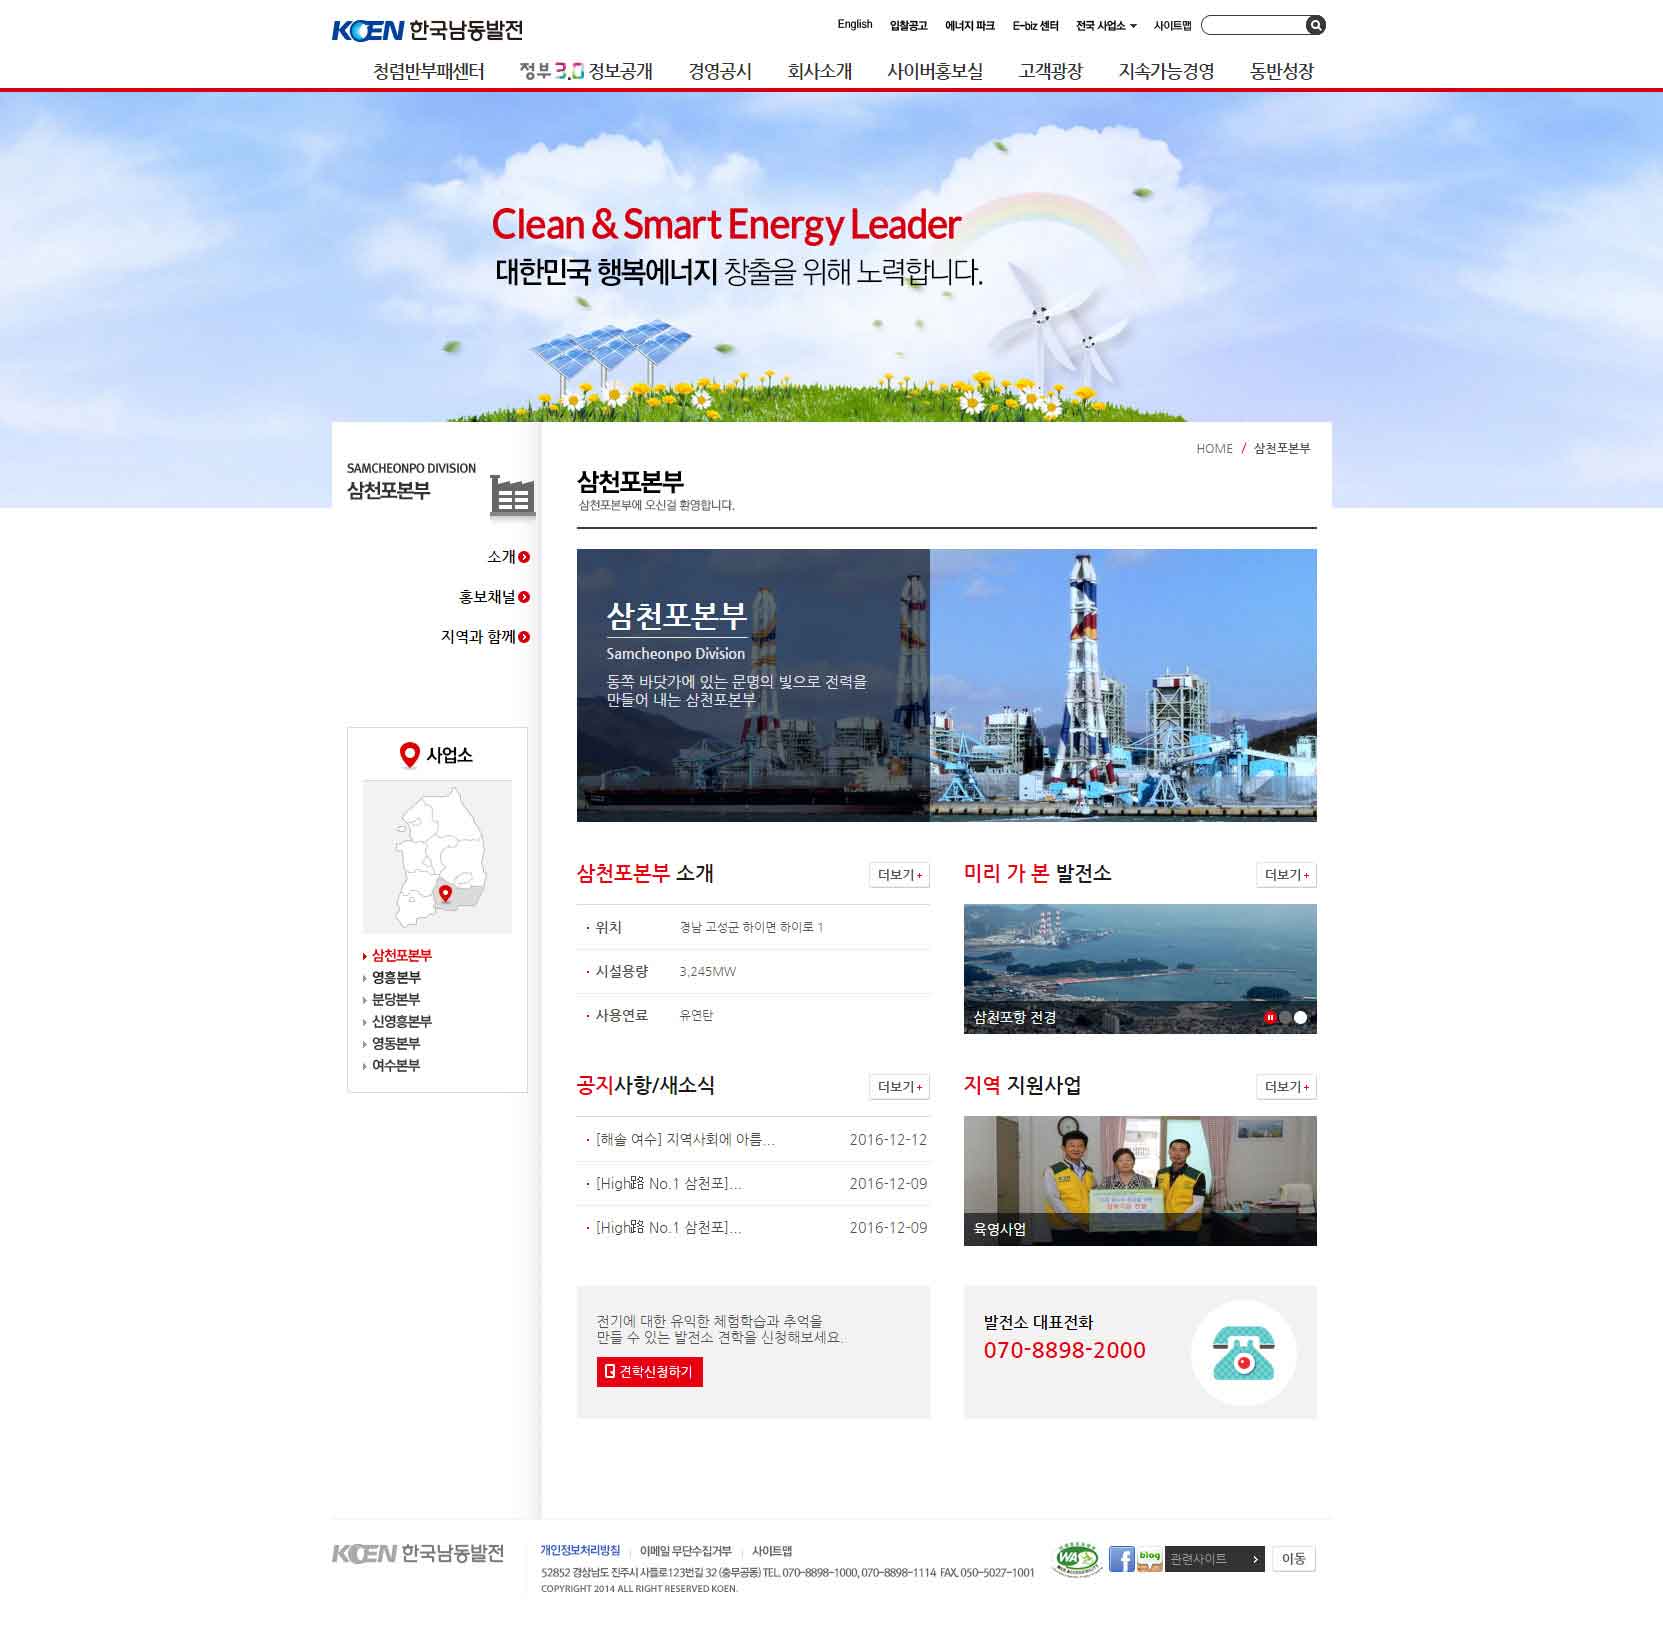 KOEN 한국남동발전
English 입찰공고 에너지 파크 E-biz 센터 전국 사업소 사이트맵
청렴반부패센터 정부3.0 정보공개 경영공시 회사소개 사이버홍보실 고객광장 지속가능경영 동반성장
Clean & Smart Energy Leader
대한민국 행복에너지 창출을 위해 노력합니다.
HOME / 삼천포본부
SAMCHEONPO DIVISION
삼천포본부
소개
홍보채널
지역과 함께
사업소
삼천포본부
영흥본부
분당본부
신영흥본부
영동본부
여수본부
삼천포본부
삼천포본부에 오신걸 환영합니다.
삼천포본부
Samcheonpo Division
동쪽 바닷가에 있는 문명의 빛으로 전력을
만들어 내는 삼천포본부
삼천포본부 소개 더보기+
위치 경남 고성군 하이면 하이로 1
시설용량 3,245MW
사용연료 유연탄
미리 가 본 발전소 더보기+
삼천포항 전경
공지사항/새소식 더보기+
[해솔 여수] 지역사회에 아름... 2016-12-12
[High路 No.1 삼천포]... 2016-12-09
[High路 No.1 삼천포]... 2016-12-09
지역 지원사업 더보기+
육영사업
전기에 대한 유익한 체험학습과 추억을
만들 수 있는 발전소 견학을 신청해보세요.
견학신청하기
발전소 대표전화
070-8898-2000
KOEN 한국남동발전
개인정보처리방침 이메일 무단수집거부 사이트맵
52852 경상남도 진주시 사들로123번길 32 (충무공동) TEL. 070-8898-1000, 070-8898-1114 FAX. 050-5027-1001
COPYRIGHT 2014 ALL RIGHT RESERVED KOEN.
WA
f
blog
관련사이트
이동